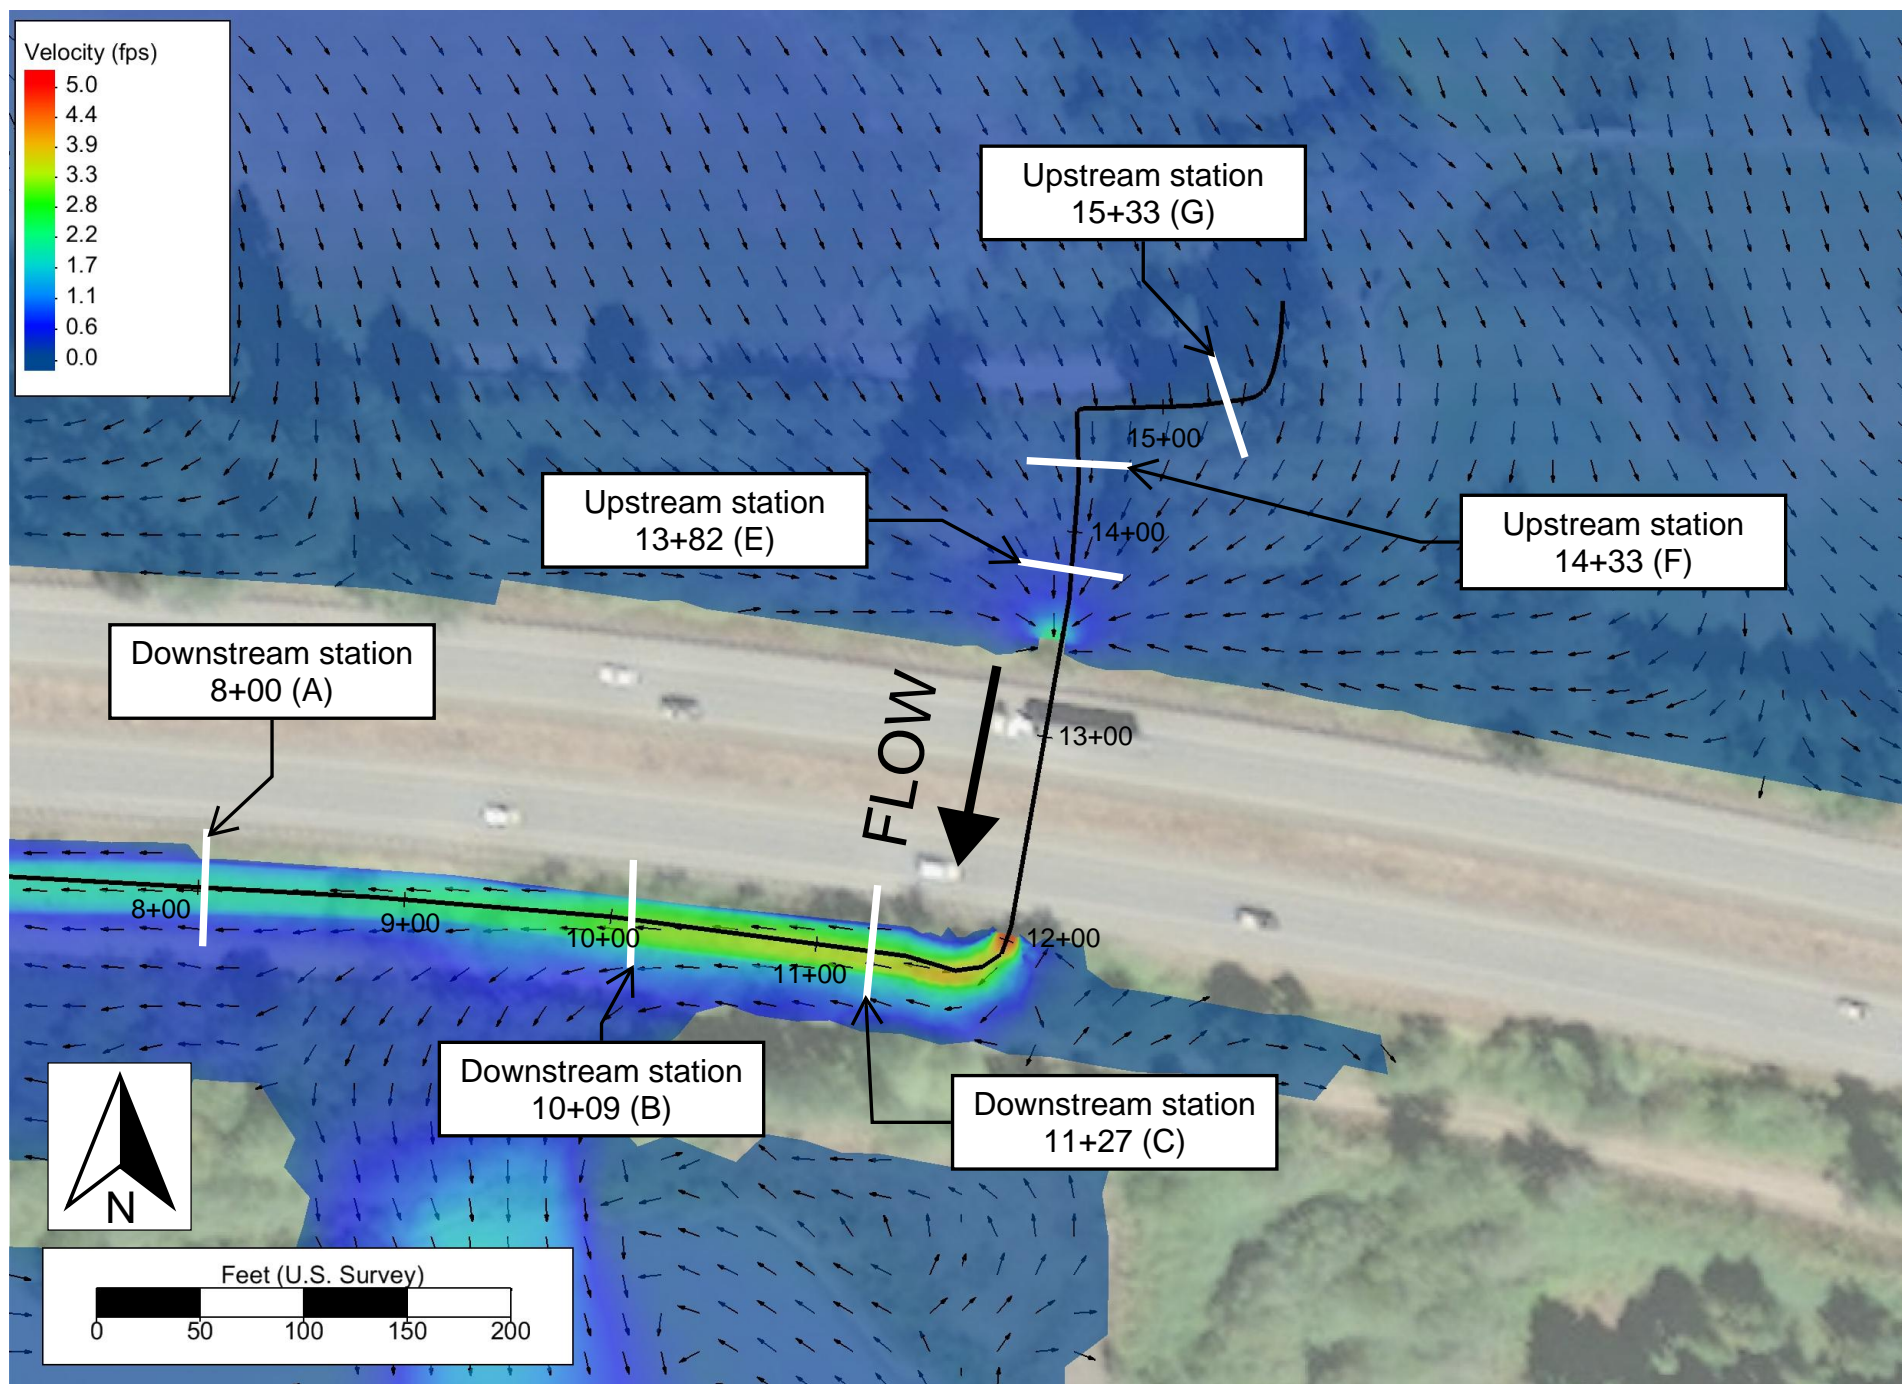 Velocity (fps)
5.0
4.4
3.9
3.3
2.8
2.2
1.7
1.1
0.6
0.0
Upstream station
15+33 (G)
15+00
Upstream station
13+82 (E)
14+00
Upstream station
14+33 (F)
Downstream station
8+00 (A)
FLOW
13+00
8+00
9+00
10+00
11+00
12+00
Downstream station
10+09 (B)
Downstream station
11+27 (C)
N
Feet (U.S. Survey)
0 50 100 150 200